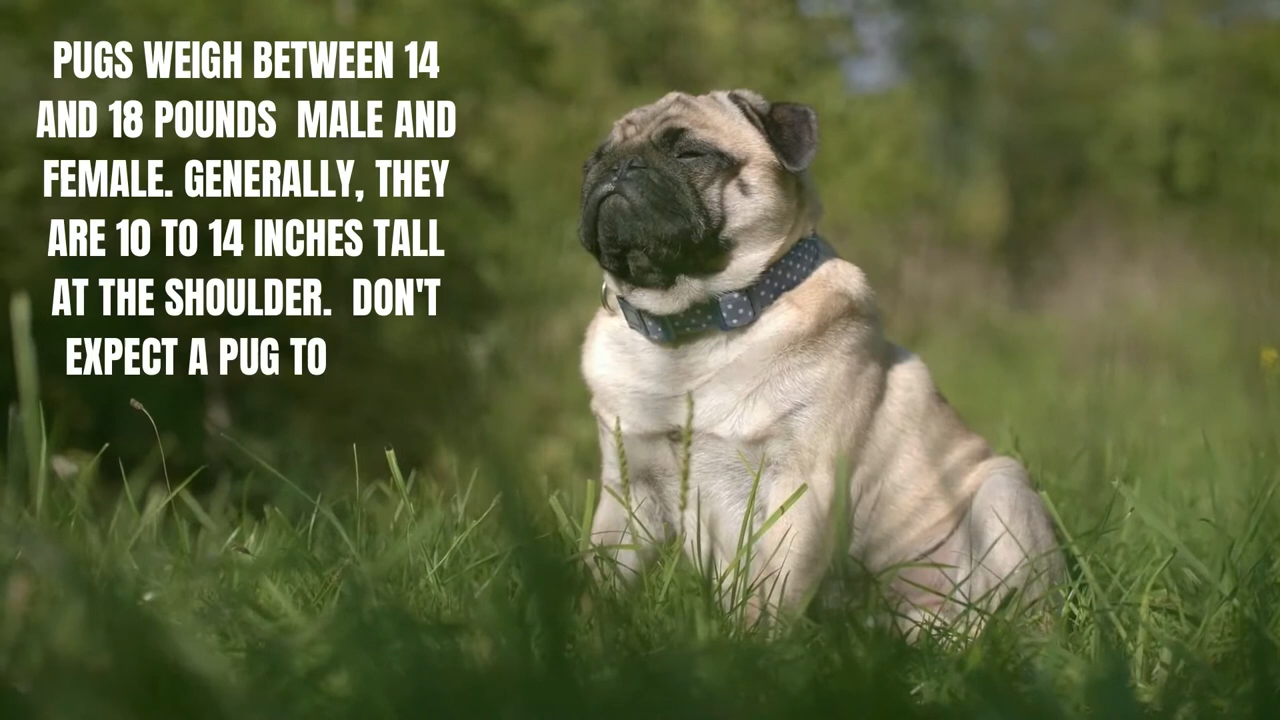 PUGS WEIGH BETWEEN 14
AND 18 POUNDS  MALE AND
FEMALE. GENERALLY, THEY
ARE 10 TO 14 INCHES TALL
AT THE SHOULDER.  DON'T
EXPECT A PUG TO